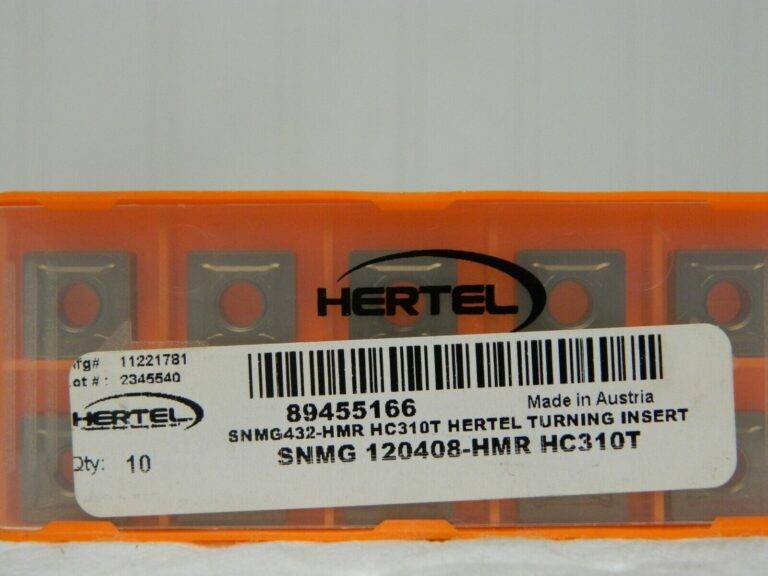 HERTEL
mfg# 11221781
Lot # : 2345540
HERTEL
Qty: 10
89455166
Made in Austria
SNMG432-HMR HC310T HERTEL TURNING INSERT
SNMG 120408-HMR HC310T